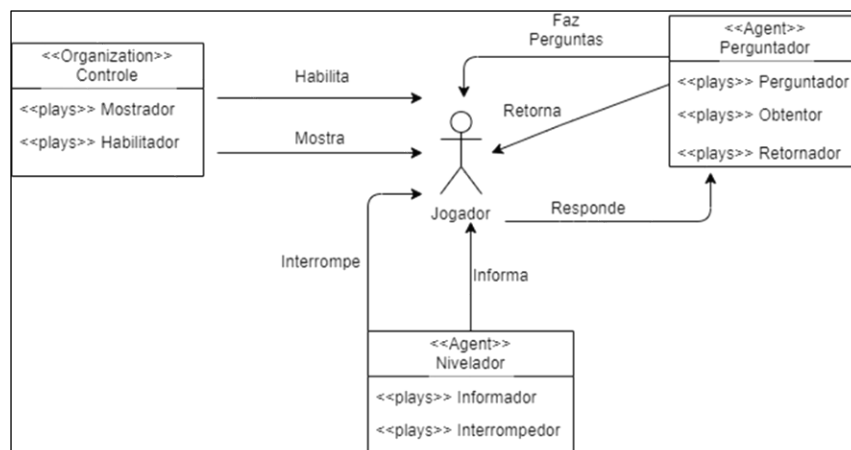 <<Organization>>
Controle
<<plays>> Mostrador
<<plays>> Habilitador
Habilita
Mostra
Faz
Perguntas
Retorna
<<Agent>>
Perguntador
<<plays>> Perguntador
<<plays>> Obtentor
<<plays>> Retornador
Jogador
Responde
Interrompe
Informa
<<Agent>>
Nivelador
<<plays>> Informador
<<plays>> Interrompedor